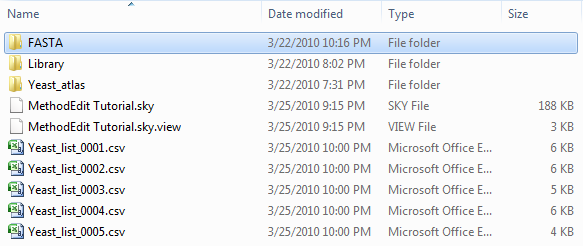 Name Date modified Type Size
FASTA 3/22/2010 10:16 PM File folder
Library 3/22/2010 8:02 PM File folder
Yeast_atlas 3/22/2010 7:31 PM File folder
MethodEdit Tutorial.sky 3/25/2010 9:15 PM SKY File 188 KB
MethodEdit Tutorial.sky.view 3/25/2010 9:15 PM VIEW File 3 KB
Yeast_list_0001.csv 3/25/2010 10:00 PM Microsoft Office E... 6 KB
Yeast_list_0002.csv 3/25/2010 10:00 PM Microsoft Office E... 6 KB
Yeast_list_0003.csv 3/25/2010 10:00 PM Microsoft Office E... 5 KB
Yeast_list_0004.csv 3/25/2010 10:00 PM Microsoft Office E... 6 KB
Yeast_list_0005.csv 3/25/2010 10:00 PM Microsoft Office E... 6 KB